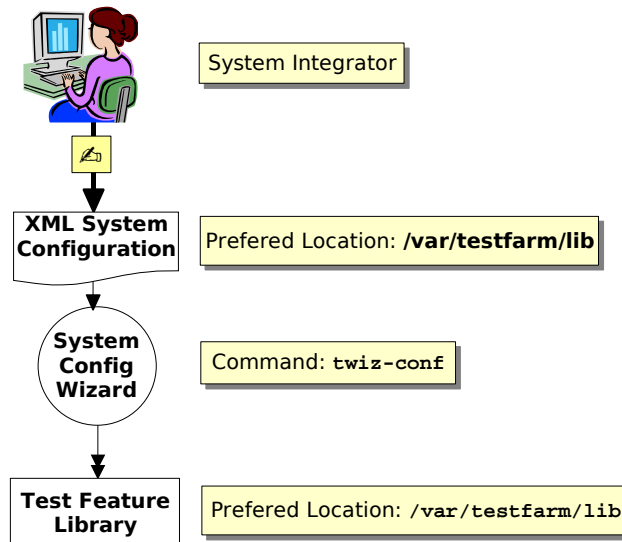 System Integrator
✍
XML System
Configuration
Prefered Location: /var/testfarm/lib
System
Config
Wizard
Command: twiz-conf
Test Feature
Library
Prefered Location: /var/testfarm/lib